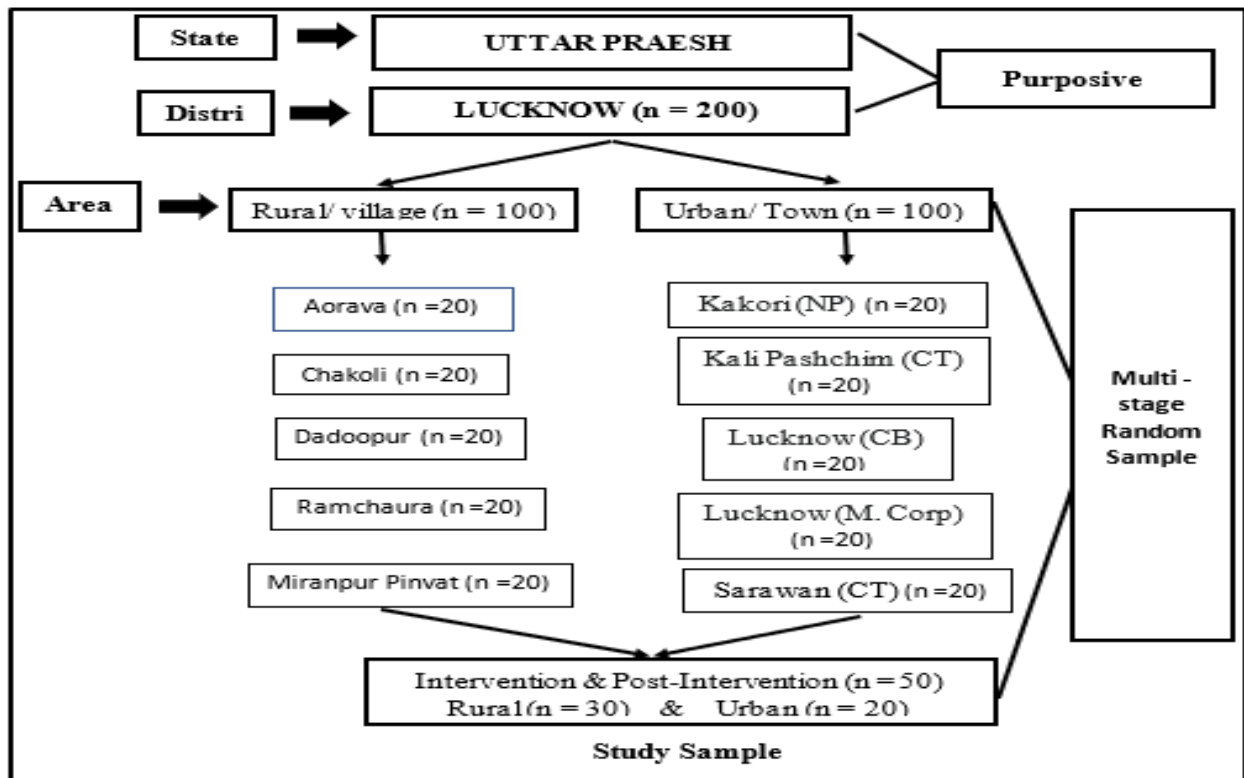 State
UTTAR PRAESH
Purposive
Distri
LUCKNOW (n = 200)
Area
Rural/ village (n = 100)
Urban/ Town (n = 100)
Aorava (n =20)
Chakoli (n =20)
Dadoopur (n =20)
Ramchaura (n =20)
Miranpur Pinvat (n =20)
Kakori (NP) (n =20)
Kali Pashchim (CT)
(n =20)
Lucknow (CB)
(n =20)
Lucknow (M. Corp)
(n =20)
Sarawan (CT) (n =20)
Multi -
stage
Random
Sample
Intervention & Post-Intervention (n = 50)
Rural (n = 30) & Urban (n = 20)
Study Sample